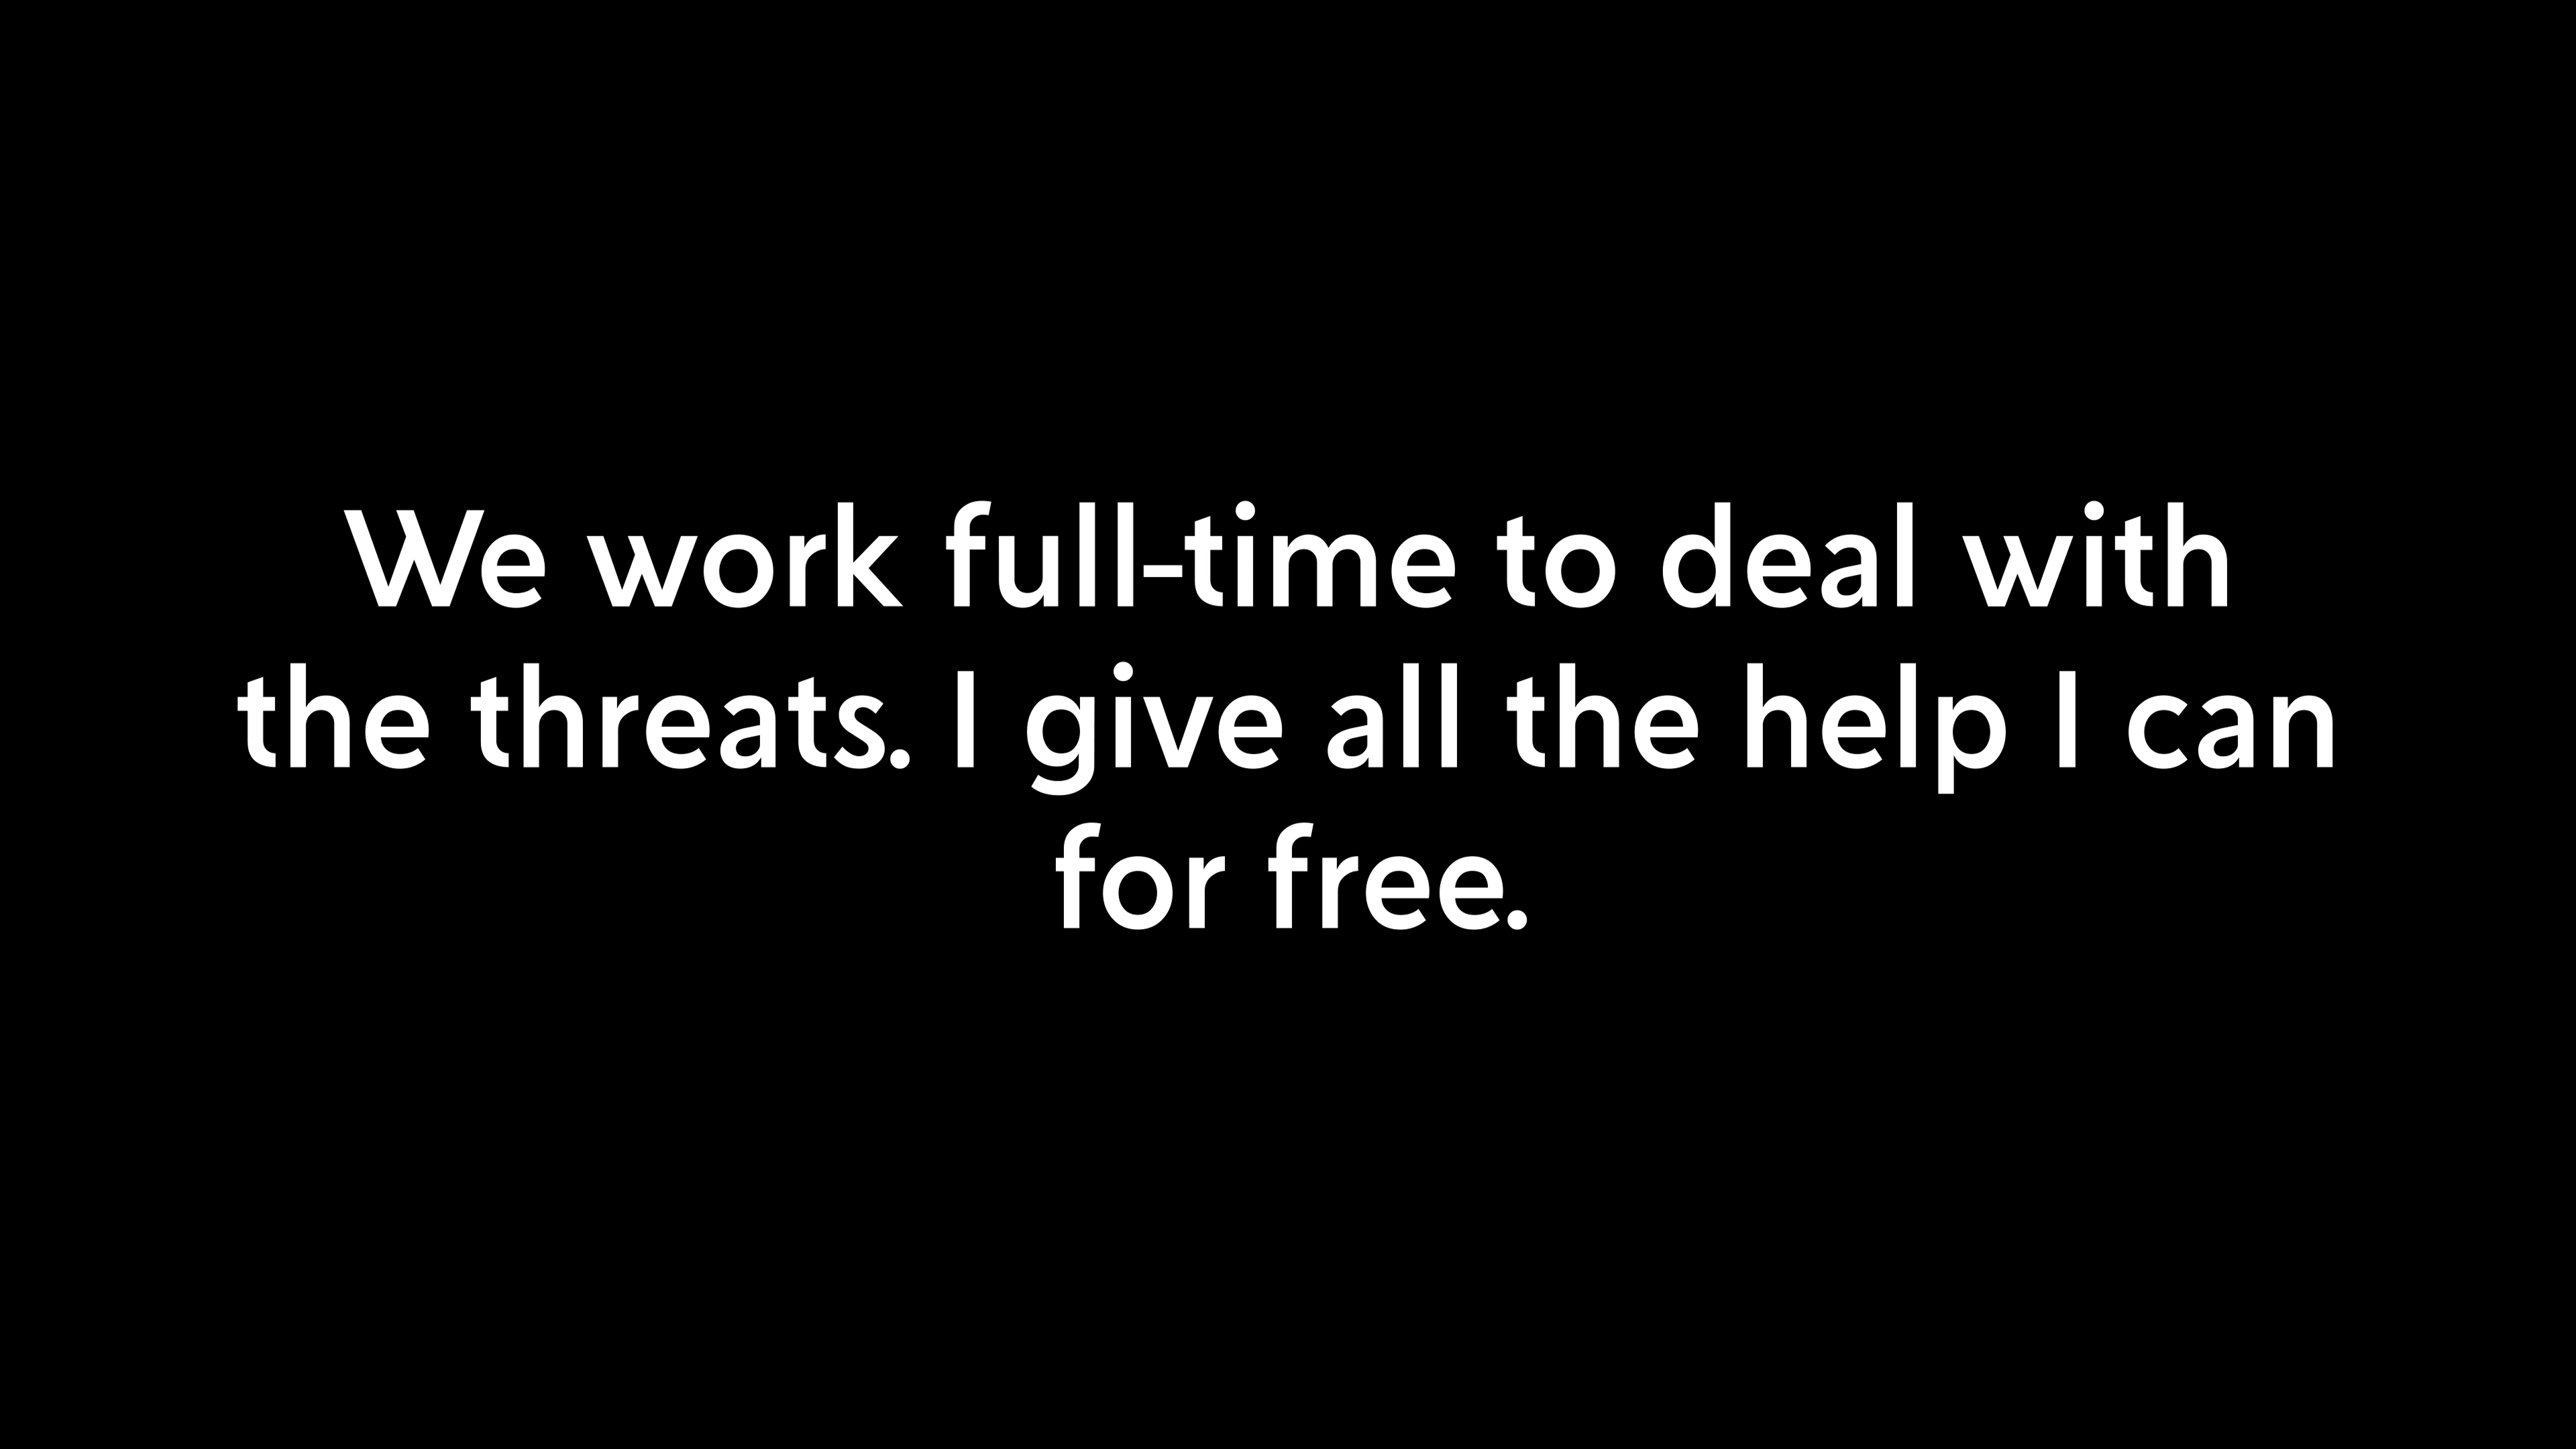 We work full-time to deal with
the threats. I give all the help I can
for free.